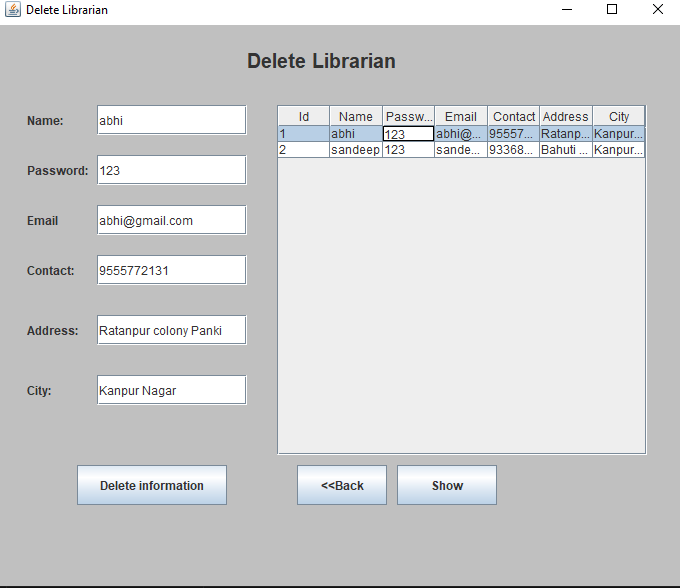 Delete Librarian
Delete Librarian
Name: abhi
Password: 123
Email abhi@gmail.com
Contact: 9555772131
Address: Ratanpur colony Panki
City: Kanpur Nagar
Id Name Passw... Email Contact Address City
1 abhi 123 abhi@... 95557... Ratanp... Kanpur...
2 sandeep 123 sande... 93368... Bahuti ... Kanpur...
Delete information <<Back Show